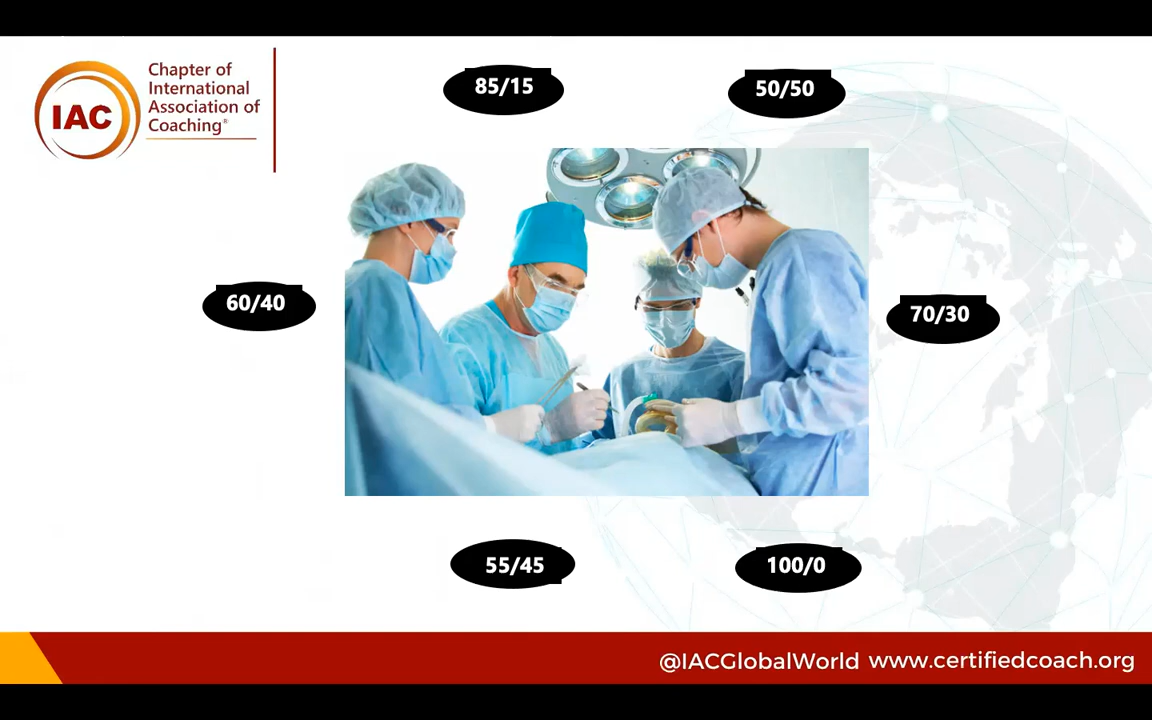 IAC
Chapter of
International
Association of
Coaching®
85/15
50/50
60/40
70/30
55/45
100/0
@IACGlobalWorld www.certifiedcoach.org